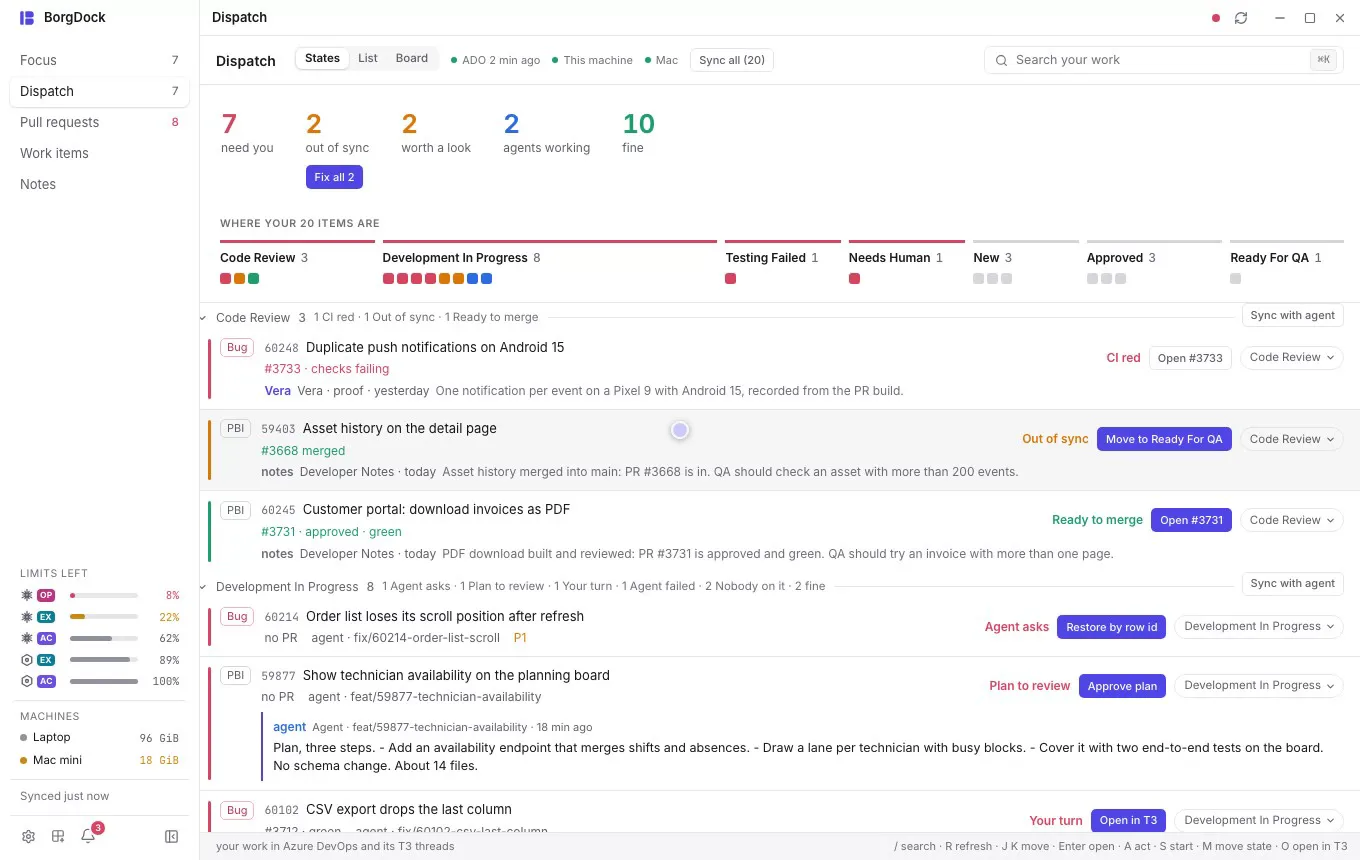 BorgDock
Dispatch
Focus 7
Dispatch 7
Pull requests 8
Work items
Notes
Dispatch
States List Board
ADO 2 min ago This machine Mac
Sync all (20)
Search your work ⌘K
7 2 2 2 10
need you out of sync worth a look agents working fine
Fix all 2
WHERE YOUR 20 ITEMS ARE
Code Review 3 Development In Progress 8 Testing Failed 1 Needs Human 1 New 3 Approved 3 Ready For QA 1
Code Review 3 1 CI red · 1 Out of sync · 1 Ready to merge Sync with agent
Bug 60248 Duplicate push notifications on Android 15
#3733 · checks failing
CI red Open #3733 Code Review
Vera Vera · proof · yesterday One notification per event on a Pixel 9 with Android 15, recorded from the PR build.
PBI 59403 Asset history on the detail page
#3668 merged
Out of sync Move to Ready For QA Code Review
notes Developer Notes · today Asset history merged into main: PR #3668 is in. QA should check an asset with more than 200 events.
PBI 60245 Customer portal: download invoices as PDF
#3731 · approved · green
Ready to merge Open #3731 Code Review
notes Developer Notes · today PDF download built and reviewed: PR #3731 is approved and green. QA should try an invoice with more than one page.
Development In Progress 8 1 Agent asks · 1 Plan to review · 1 Your turn · 1 Agent failed · 2 Nobody on it · 2 fine Sync with agent
Bug 60214 Order list loses its scroll position after refresh
no PR agent · fix/60214-order-list-scroll P1
Agent asks Restore by row id Development In Progress
PBI 59877 Show technician availability on the planning board
no PR agent · feat/59877-technician-availability
Plan to review Approve plan Development In Progress
agent Agent · feat/59877-technician-availability · 18 min ago
Plan, three steps. - Add an availability endpoint that merges shifts and absences. - Draw a lane per technician with busy blocks. - Cover it with two end-to-end tests on the board.
No schema change. About 14 files.
Bug 60102 CSV export drops the last column
#3712 · green agent · fix/60102-csv-last-column
Your turn Open in T3 Development In Progress
LIMITS LEFT
OP 8%
EX 22%
AC 62%
EX 89%
AC 100%
MACHINES
Laptop 96 GiB
Mac mini 18 GiB
Synced just now
3
your work in Azure DevOps and its T3 threads
/ search · R refresh · J K move · Enter open · A act · S start · M move state · O open in T3